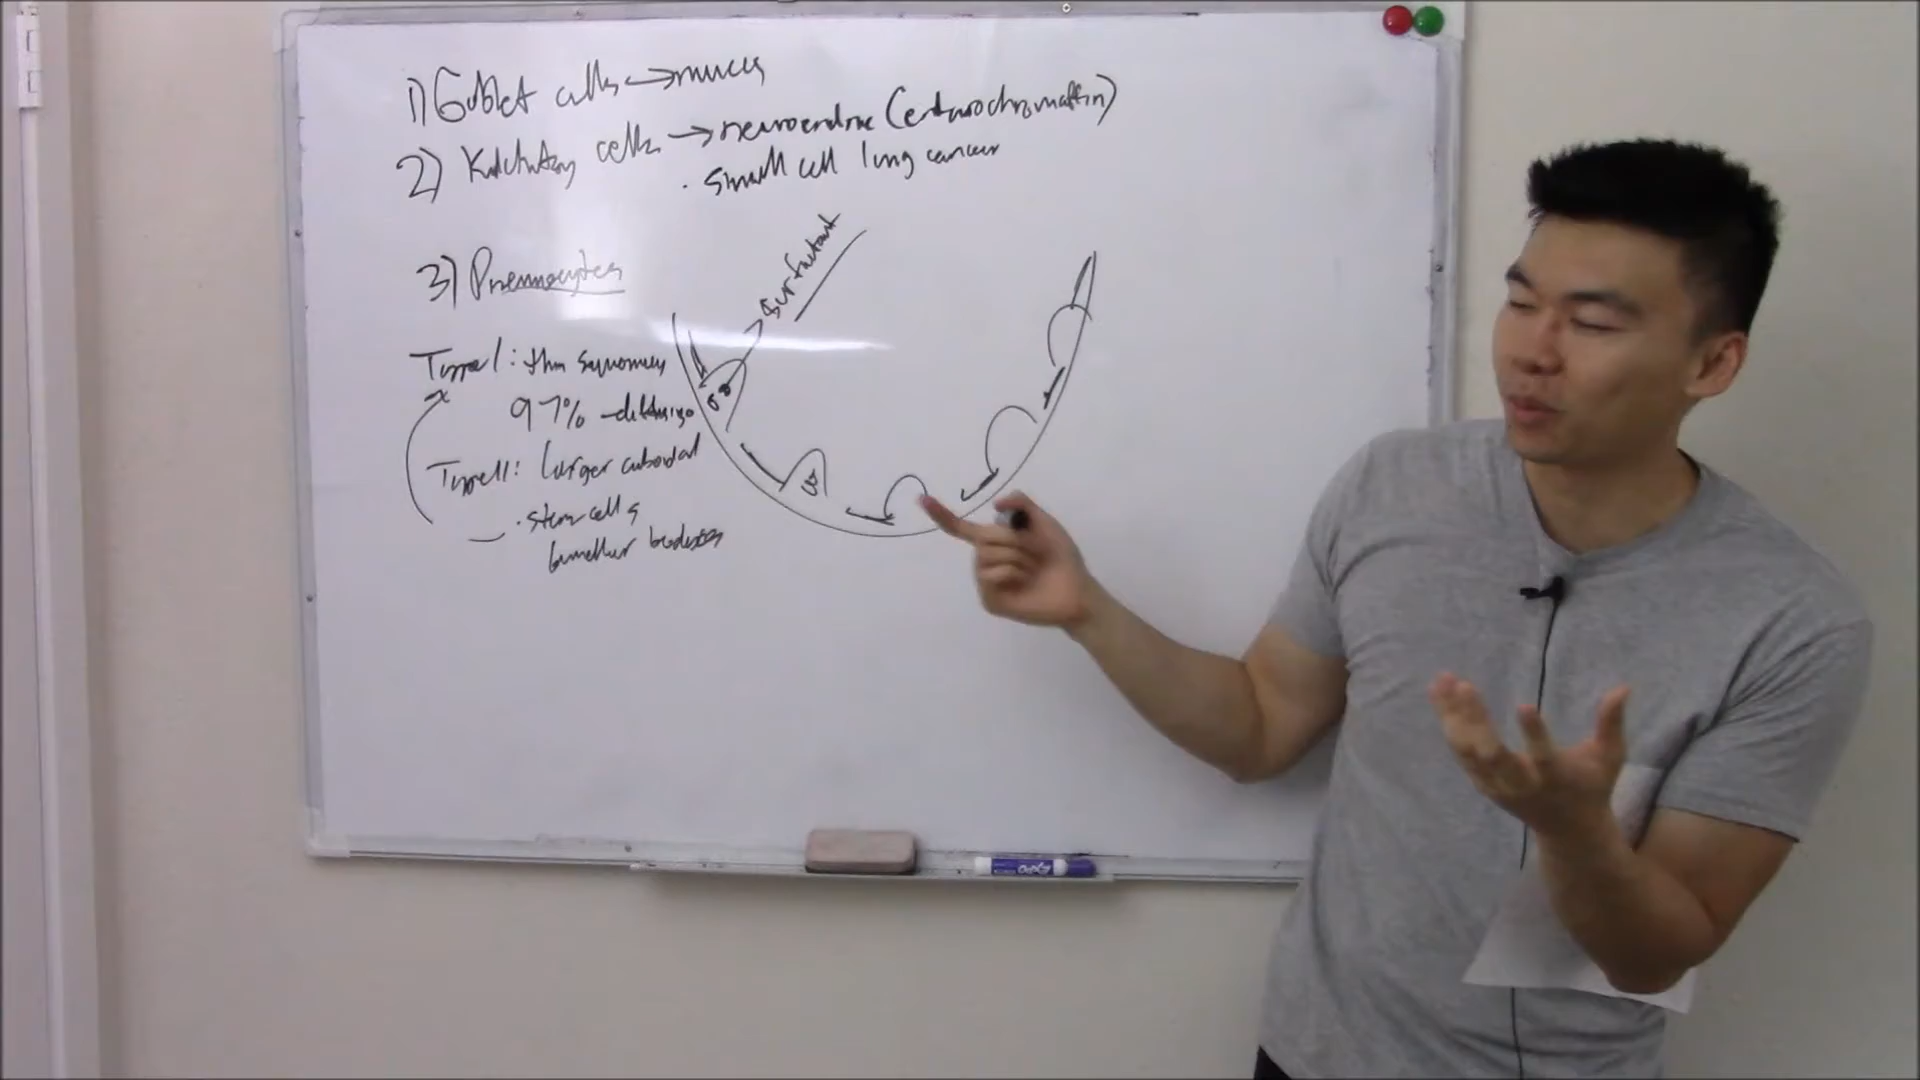 1) Goblet cells → mucus
2) Kulchitsky cells → neuroendocrine (enterochromaffin)
· small cell lung cancer
3) Pneumocytes
surfactant
Type I: thin squamous
97% - diffusion
Type II: larger cuboidal
· stem cells
lamellar bodies
EXPO